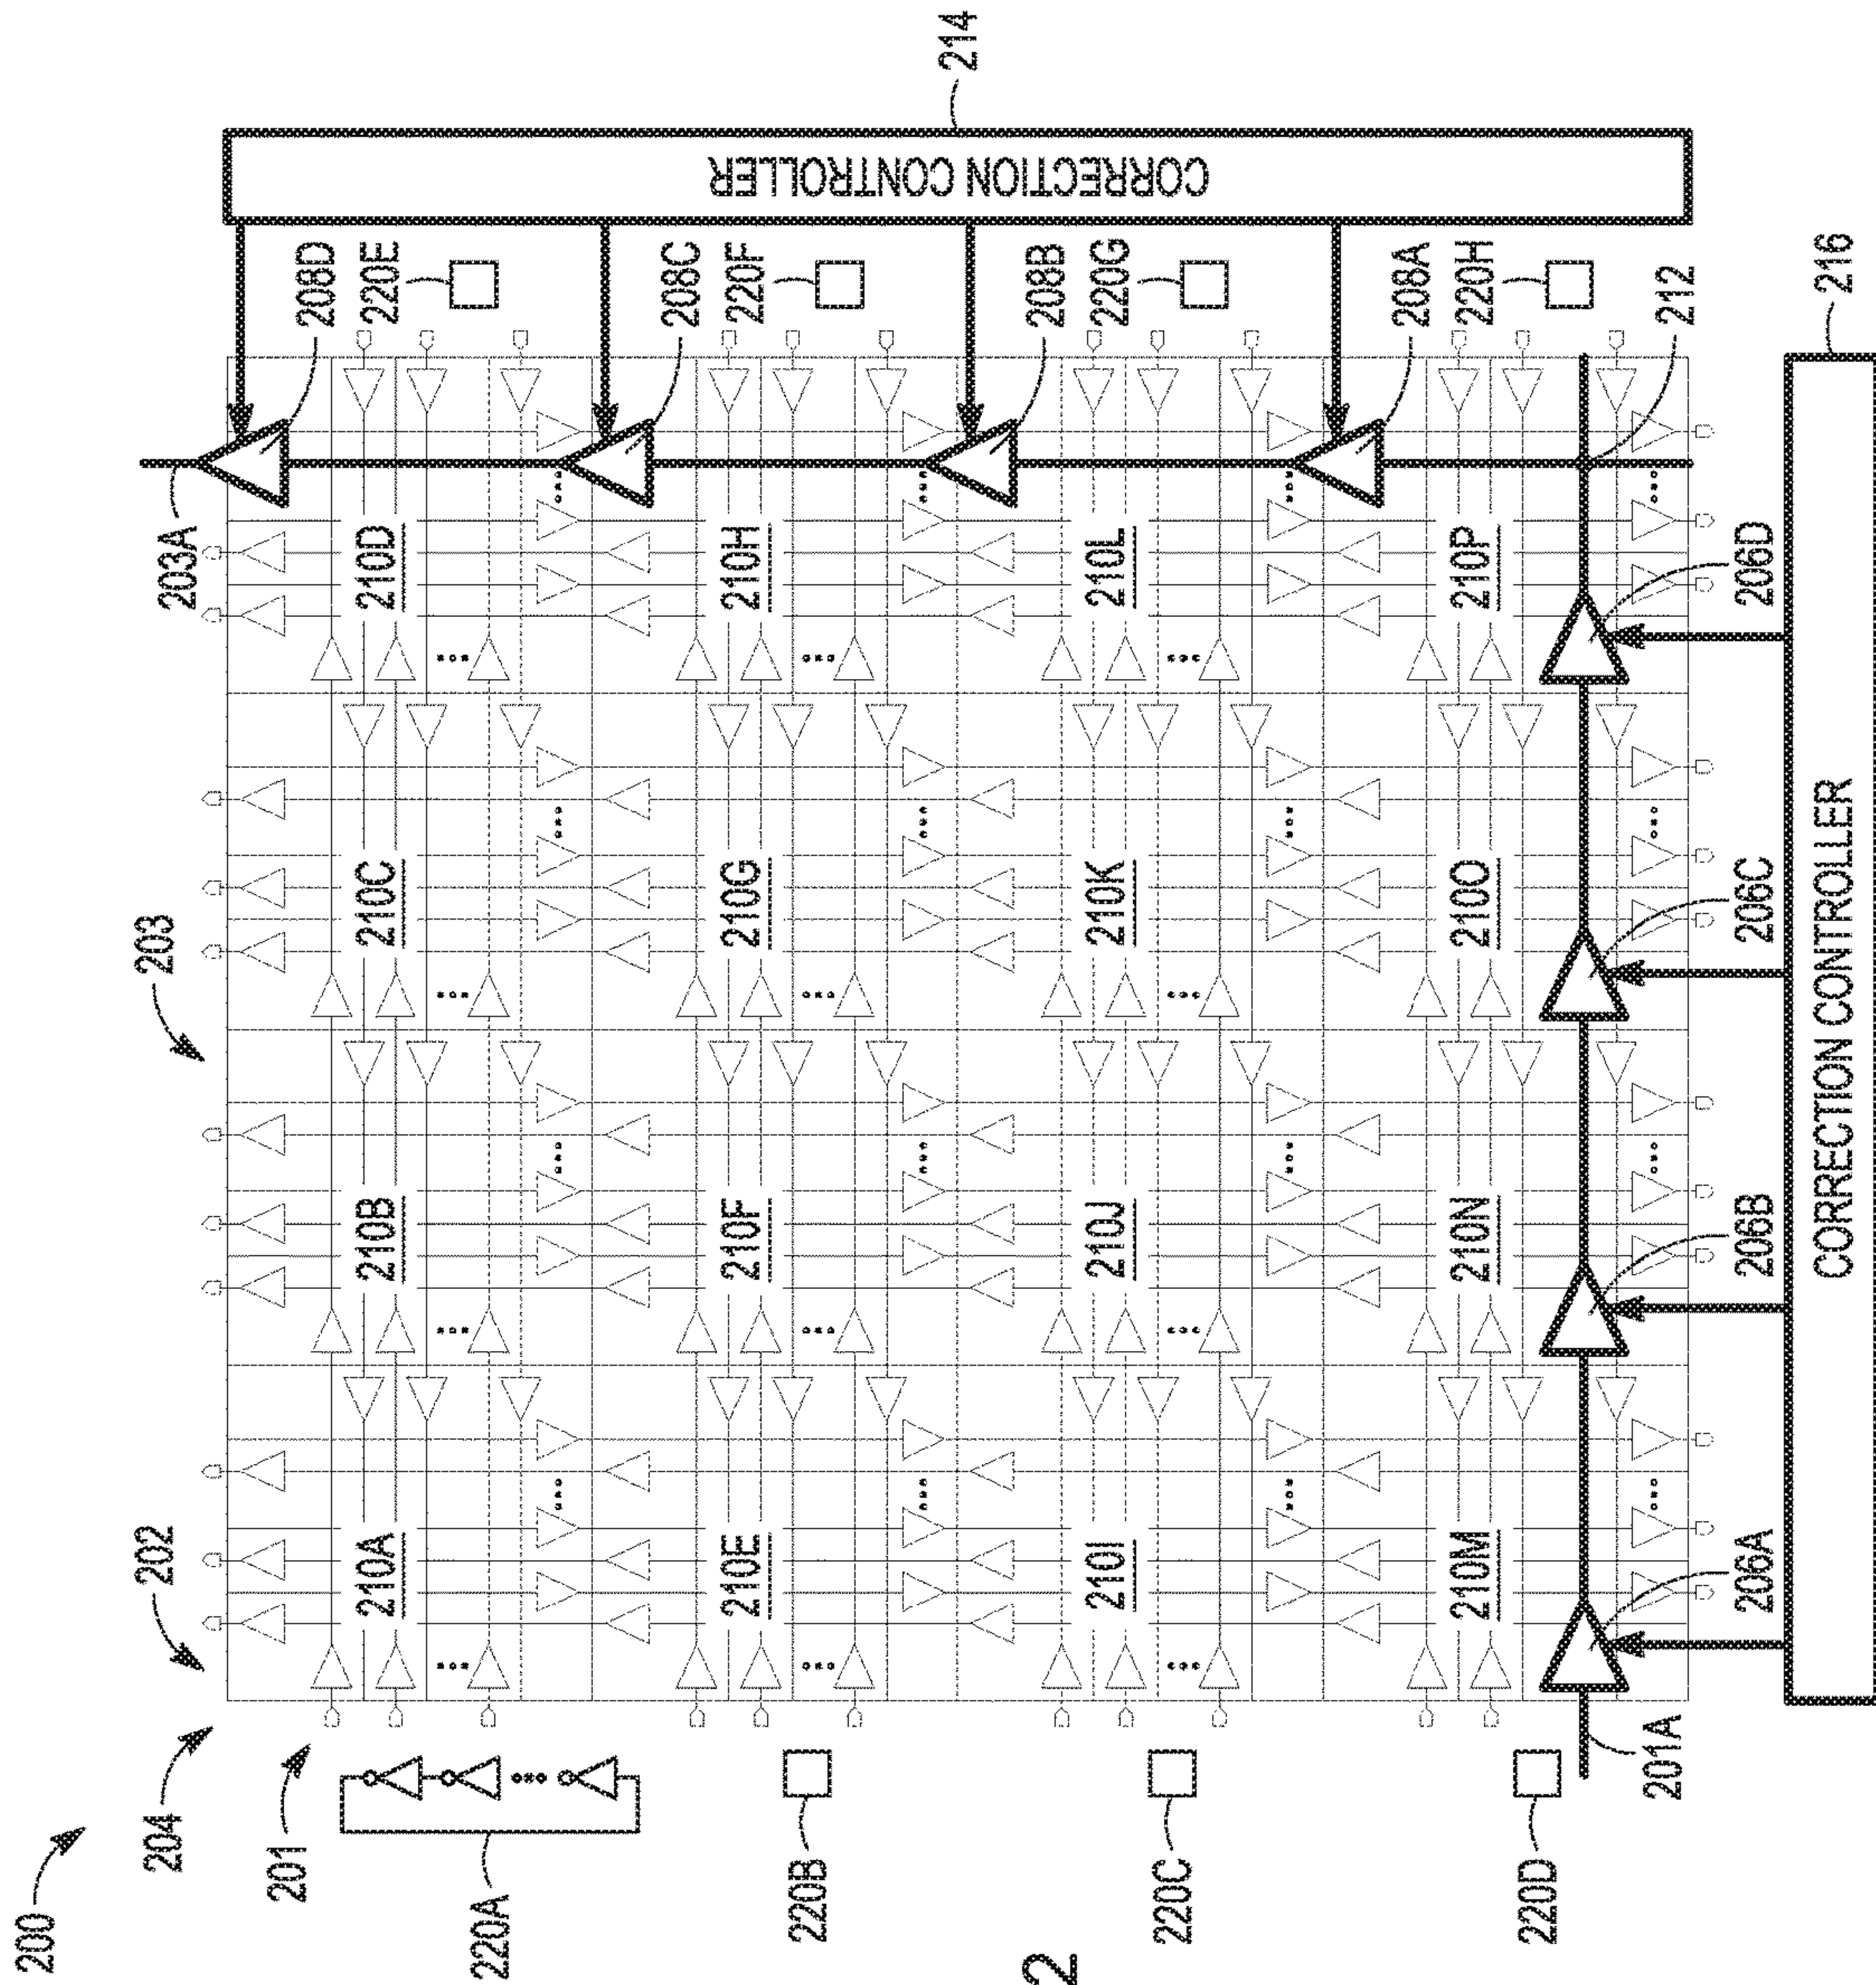 200
204
202
203
201
203A
214
CORRECTION CONTROLLER
208D
220E
208C
220F
208B
220G
208A
220H
212
216
220A
220B
220C
220D
210A
210B
210C
210D
210E
210F
210G
210H
210I
210J
210K
210L
210M
210N
210O
210P
201A
206A
206B
206C
206D
CORRECTION CONTROLLER
2